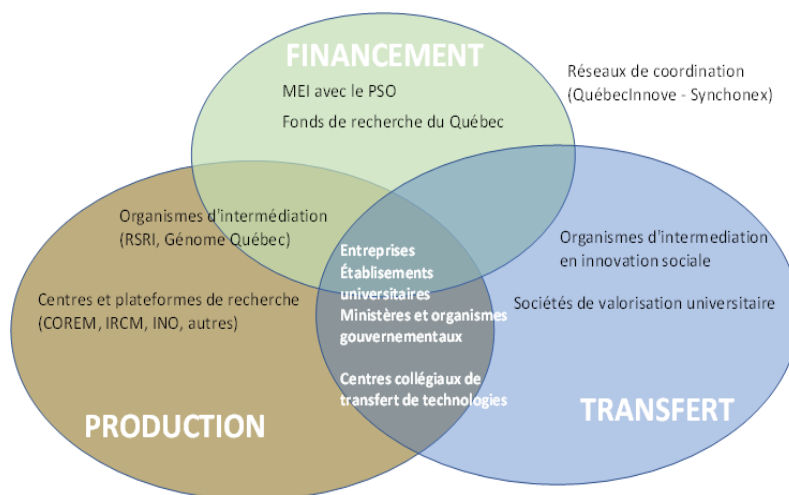 FINANCEMENT
MEI avec le PSO
Fonds de recherche du Québec
Réseaux de coordination
(QuébecInnove - Synchonex)
Organismes d'intermédiation
(RSRI, Génome Québec)
Centres et plateformes de recherche
(COREM, IRCM, INO, autres)
Entreprises
Établisements
universitaires
Ministères et organismes
gouvernementaux
Centres collégiaux de
transfert de technologies
Organismes d'intermediation
en innovation sociale
Sociétés de valorisation universitaire
PRODUCTION
TRANSFERT